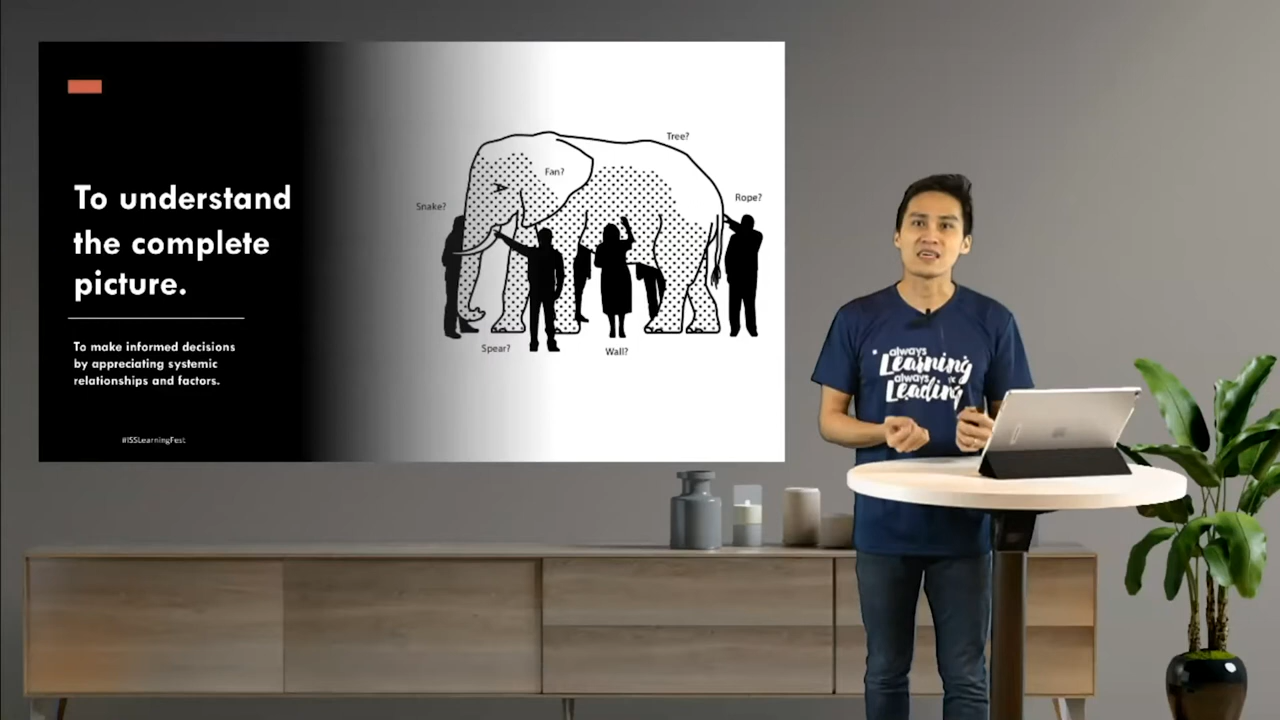 To understand
the complete
picture.
To make informed decisions
by appreciating systemic
relationships and factors.
#ISSLearningFest
Tree?
Fan?
Rope?
Snake?
Spear?
Wall?
always
Learning
always
Leading